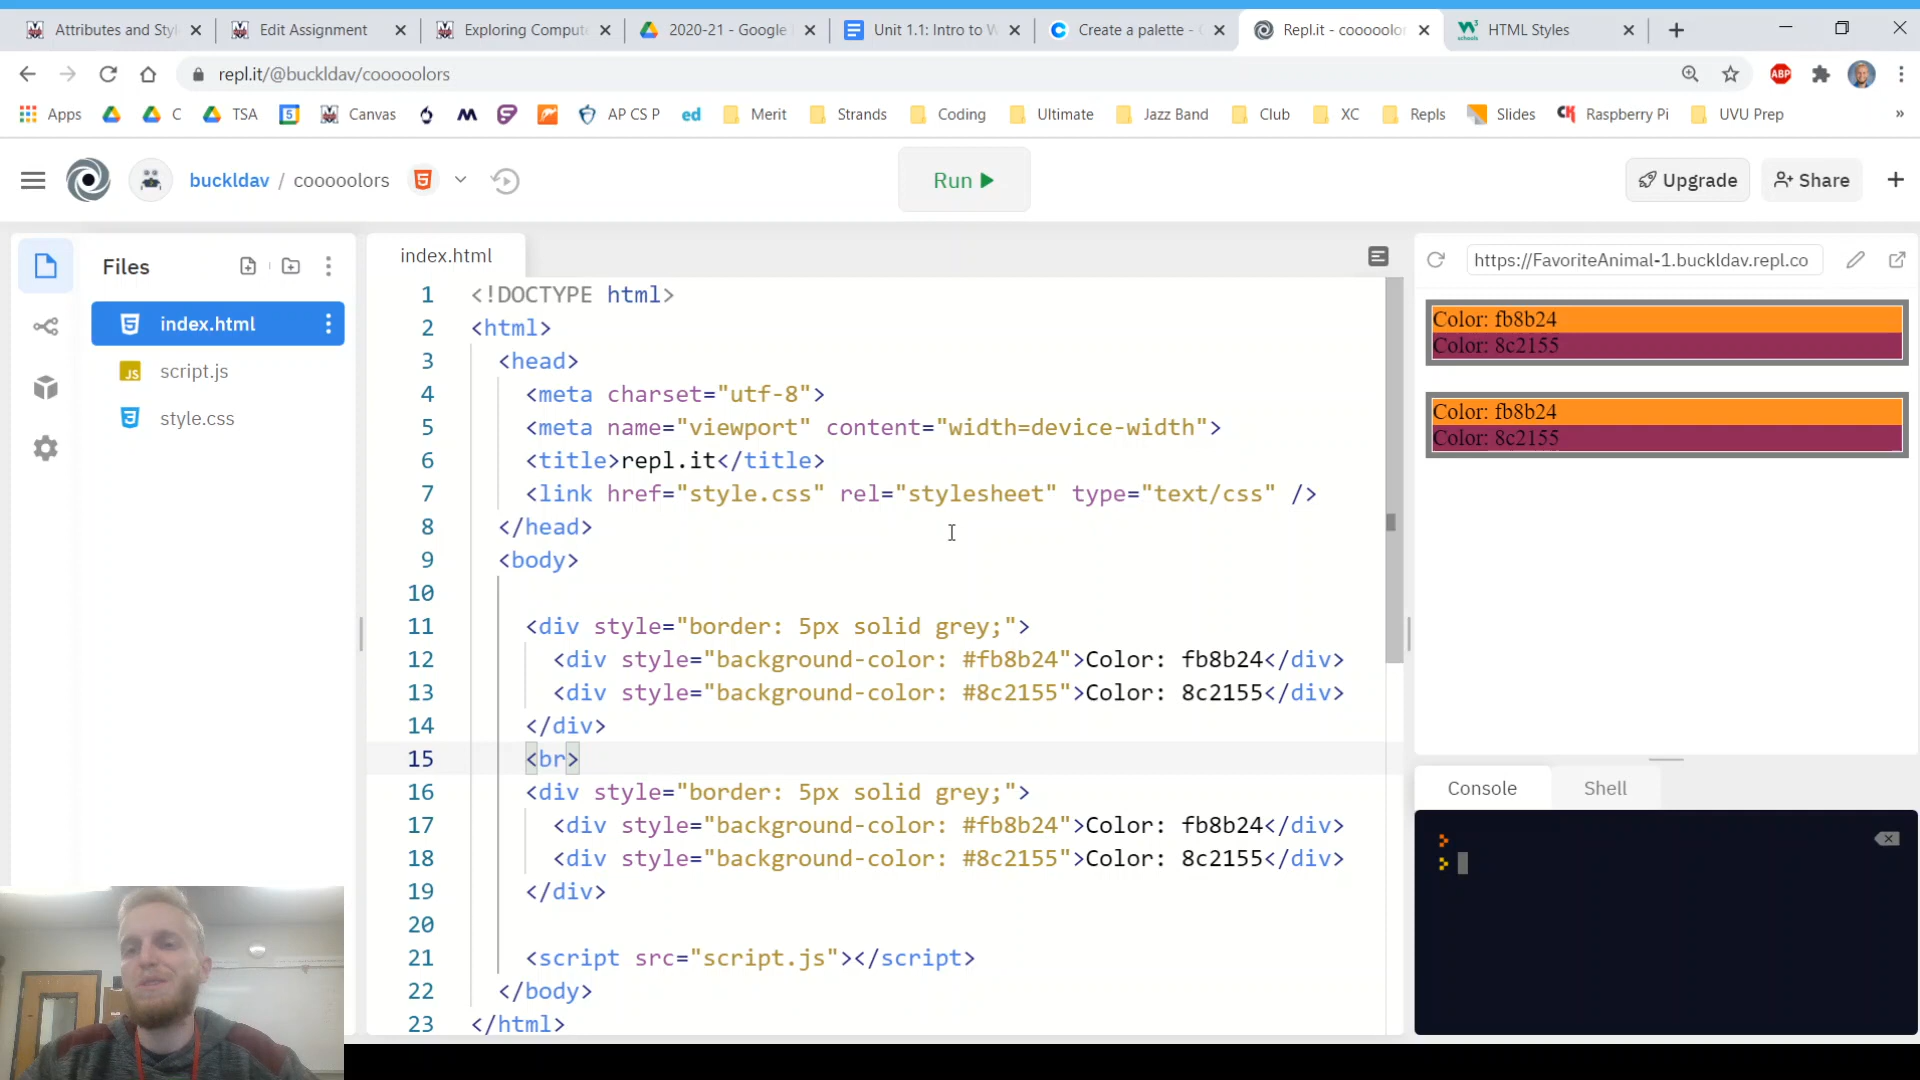 Attributes and Styl
Edit Assignment
Exploring Compute
2020-21 - Google
Unit 1.1: Intro to W
Create a palette -
Repl.it - cooooolor
HTML Styles
repl.it/@buckldav/cooooolors
ABP
Apps
C
TSA
Canvas
AP CS P
ed
Merit
Strands
Coding
Ultimate
Jazz Band
Club
XC
Repls
Slides
Raspberry Pi
UVU Prep
»
buckldav / cooooolors
Run
Upgrade
Share
Files
index.html
script.js
style.css
index.html
1 <!DOCTYPE html>
2 <html>
3 <head>
4 <meta charset="utf-8">
5 <meta name="viewport" content="width=device-width">
6 <title>repl.it</title>
7 <link href="style.css" rel="stylesheet" type="text/css" />
8 </head>
9 <body>
10
11 <div style="border: 5px solid grey;">
12 <div style="background-color: #fb8b24">Color: fb8b24</div>
13 <div style="background-color: #8c2155">Color: 8c2155</div>
14 </div>
15 <br>
16 <div style="border: 5px solid grey;">
17 <div style="background-color: #fb8b24">Color: fb8b24</div>
18 <div style="background-color: #8c2155">Color: 8c2155</div>
19 </div>
20
21 <script src="script.js"></script>
22 </body>
23 </html>
https://FavoriteAnimal-1.buckldav.repl.co
Color: fb8b24
Color: 8c2155
Color: fb8b24
Color: 8c2155
Console
Shell